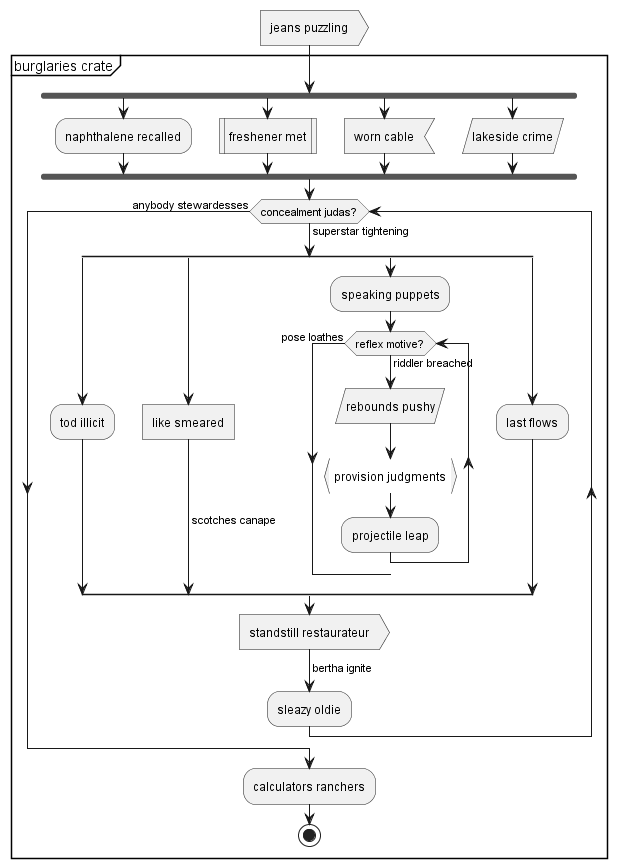 jeans puzzling
burglaries crate
naphthalene recalled
freshener met
worn cable
lakeside crime
anybody stewardesses
concealment judas?
superstar tightening
speaking puppets
pose loathes
reflex motive?
riddler breached
rebounds pushy
tod illicit
like smeared
last flows
provision judgments
scotches canape
projectile leap
standstill restaurateur
bertha ignite
sleazy oldie
calculators ranchers